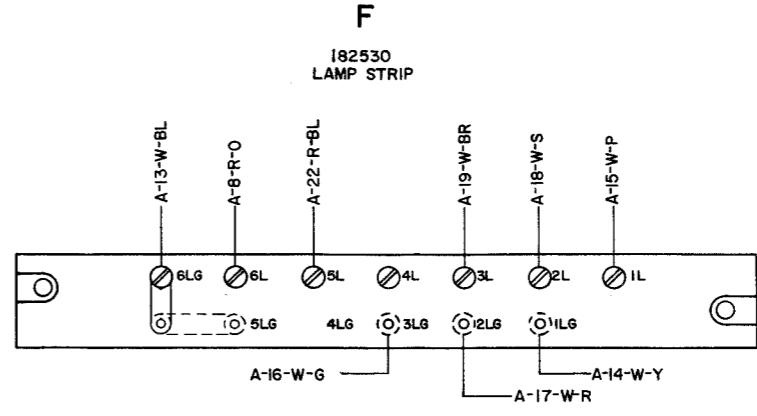 F
182530
LAMP STRIP
A-13-W-BL
A-8-R-O
A-22-R-BL
A-19-W-BR
A-18-W-S
A-15-W-P
6LG 6L 5L 4L 3L 2L 1L
5LG 4LG 3LG 12LG 1LG
A-16-W-G
A-14-W-Y
A-17-W-R